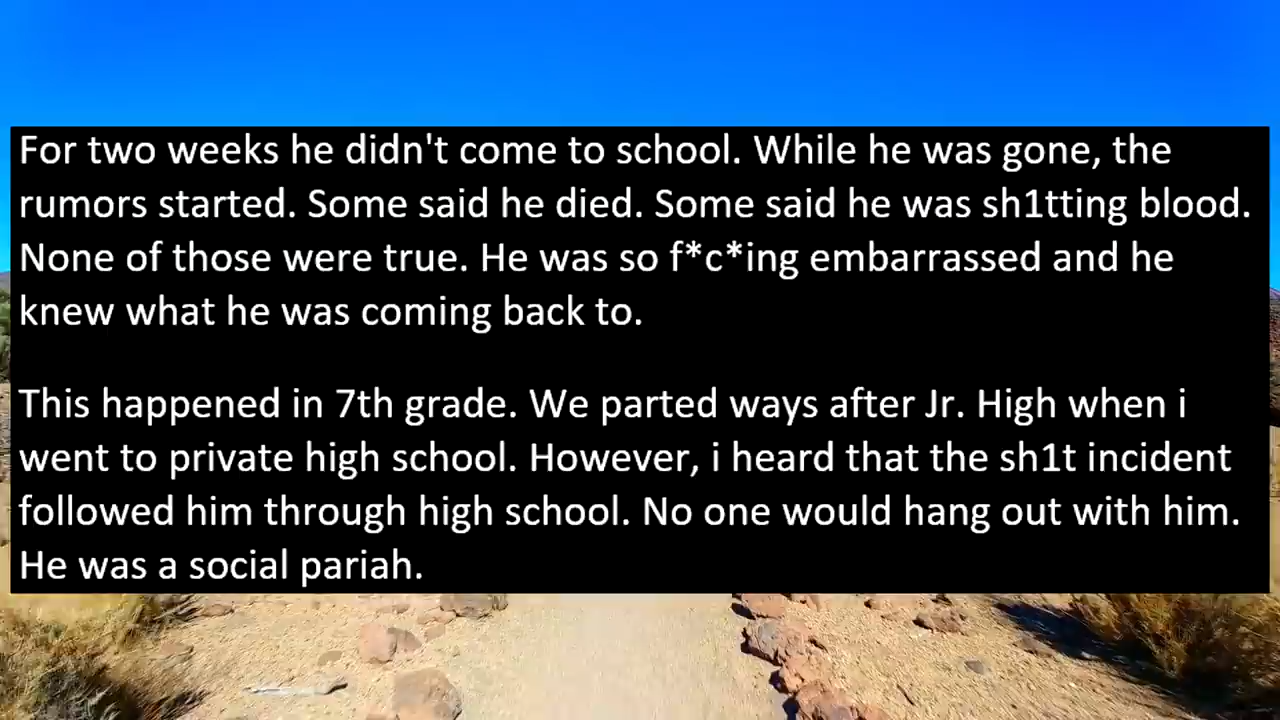 For two weeks he didn't come to school. While he was gone, the
rumors started. Some said he died. Some said he was sh1tting blood.
None of those were true. He was so f*c*ing embarrassed and he
knew what he was coming back to.
This happened in 7th grade. We parted ways after Jr. High when i
went to private high school. However, i heard that the sh1t incident
followed him through high school. No one would hang out with him.
He was a social pariah.